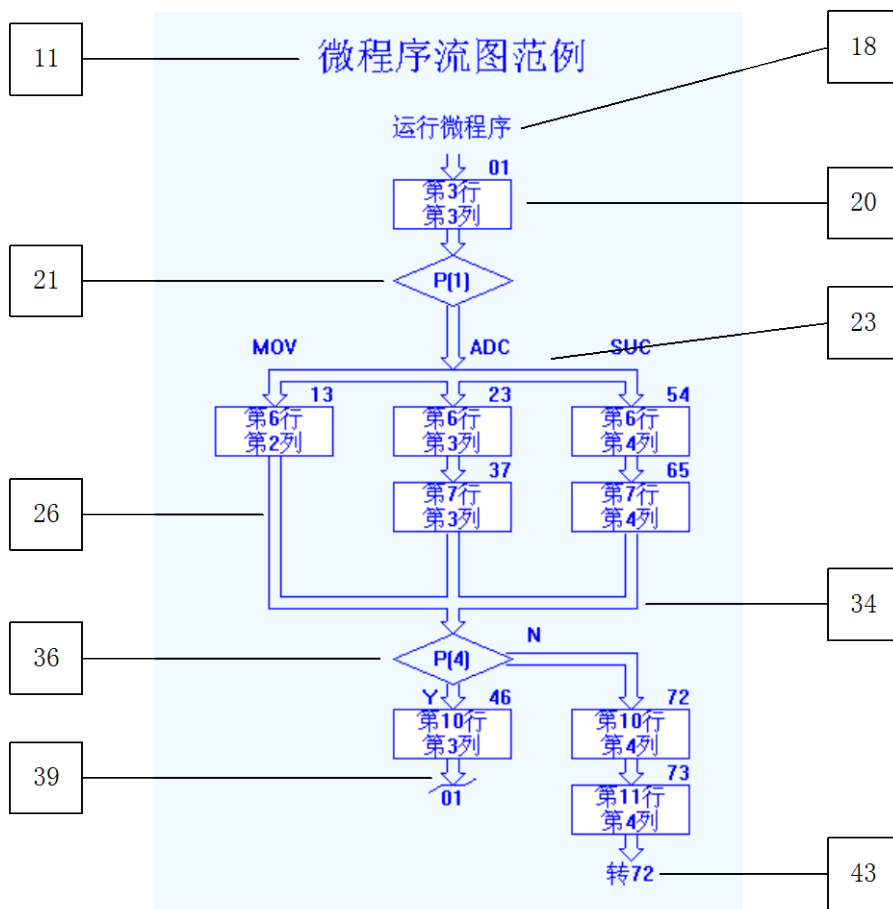 11
微程序流图范例
18
运行微程序
01
第3行
第3列
20
21
P(1)
23
MOV
ADC
SUC
13
第6行
第2列
23
第6行
第3列
54
第6行
第4列
37
第7行
第3列
65
第7行
第4列
26
34
36
P(4)
N
Y
46
第10行
第3列
72
第10行
第4列
39
01
73
第11行
第4列
转72
43